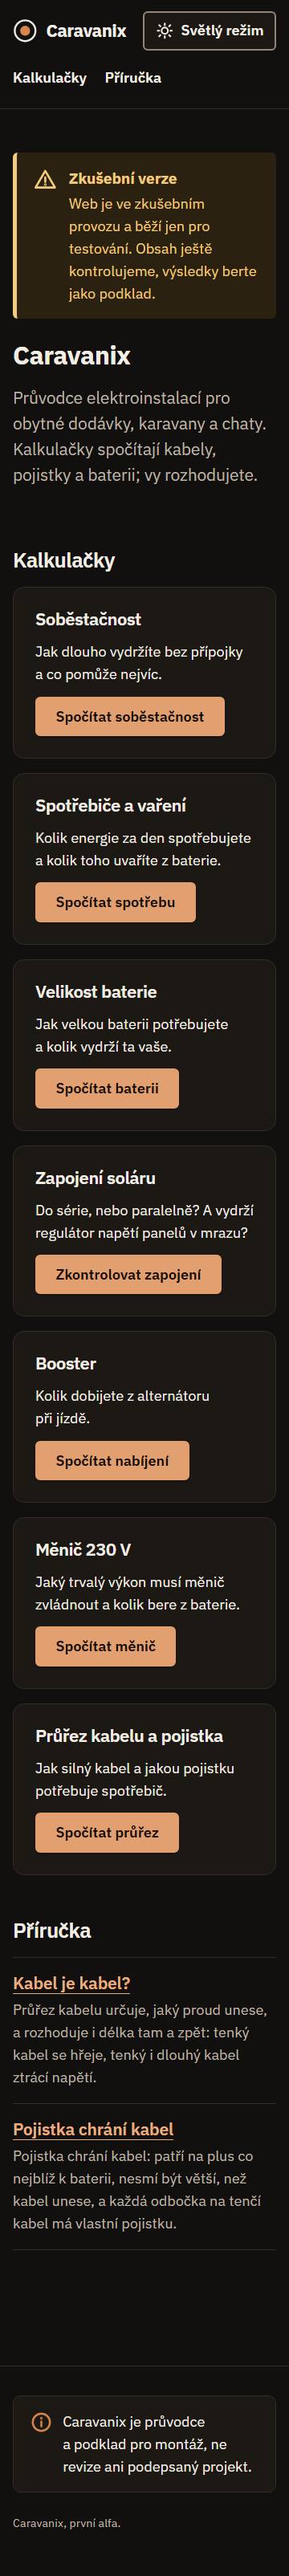 Caravanix
Světlý režim
Kalkulačky Příručka
Zkušební verze
Web je ve zkušebním
provozu a běží jen pro
testování. Obsah ještě
kontrolujeme, výsledky berte
jako podklad.
Caravanix
Průvodce elektroinstalací pro
obytné dodávky, karavany a chaty.
Kalkulačky spočítají kabely,
pojistky a baterii; vy rozhodujete.
Kalkulačky
Soběstačnost
Jak dlouho vydržíte bez přípojky
a co pomůže nejvíc.
Spočítat soběstačnost
Spotřebiče a vaření
Kolik energie za den spotřebujete
a kolik toho uvaříte z baterie.
Spočítat spotřebu
Velikost baterie
Jak velkou baterii potřebujete
a kolik vydrží ta vaše.
Spočítat baterii
Zapojení soláru
Do série, nebo paralelně? A vydrží
regulátor napětí panelů v mrazu?
Zkontrolovat zapojení
Booster
Kolik dobijete z alternátoru
při jízdě.
Spočítat nabíjení
Měnič 230 V
Jaký trvalý výkon musí měnič
zvládnout a kolik bere z baterie.
Spočítat měnič
Průřez kabelu a pojistka
Jak silný kabel a jakou pojistku
potřebuje spotřebič.
Spočítat průřez
Příručka
Kabel je kabel?
Průřez kabelu určuje, jaký proud unese,
a rozhoduje i délka tam a zpět: tenký
kabel se hřeje, tenký i dlouhý kabel
ztrácí napětí.
Pojistka chrání kabel
Pojistka chrání kabel: patří na plus co
nejblíž k baterii, nesmí být větší, než
kabel unese, a každá odbočka na tenčí
kabel má vlastní pojistku.
Caravanix je průvodce
a podklad pro montáž, ne
revize ani podepsaný projekt.
Caravanix, první alfa.